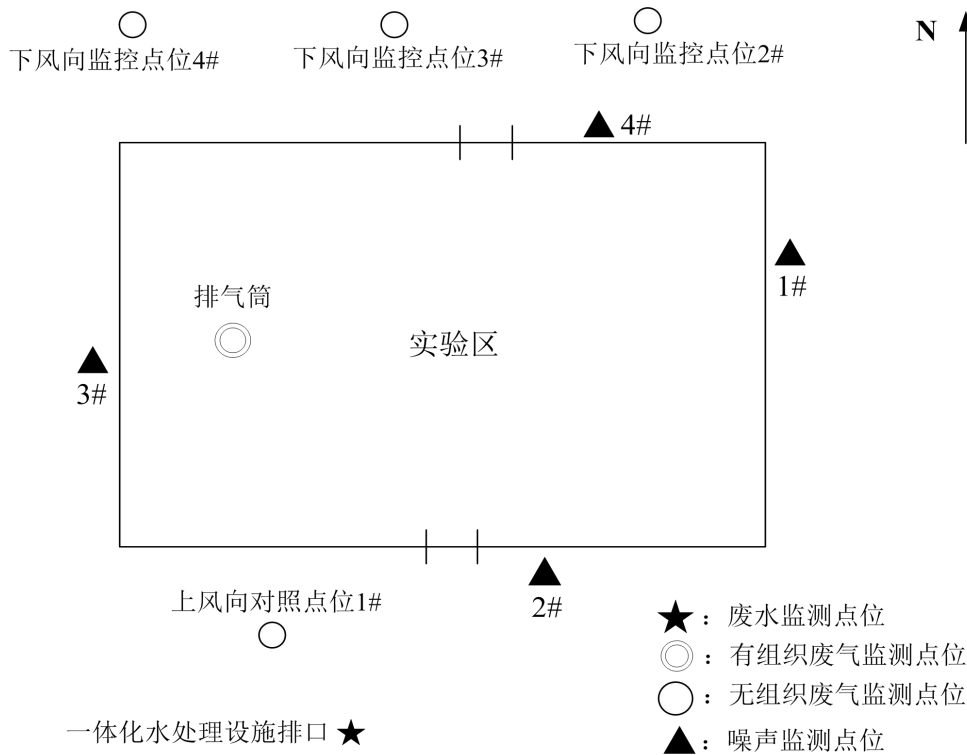 N
下风向监控点位4#
下风向监控点位3#
下风向监控点位2#
4#
1#
排气筒
实验区
3#
上风向对照点位1#
2#
★：废水监测点位
◎：有组织废气监测点位
○：无组织废气监测点位
▲：噪声监测点位
一体化水处理设施排口★